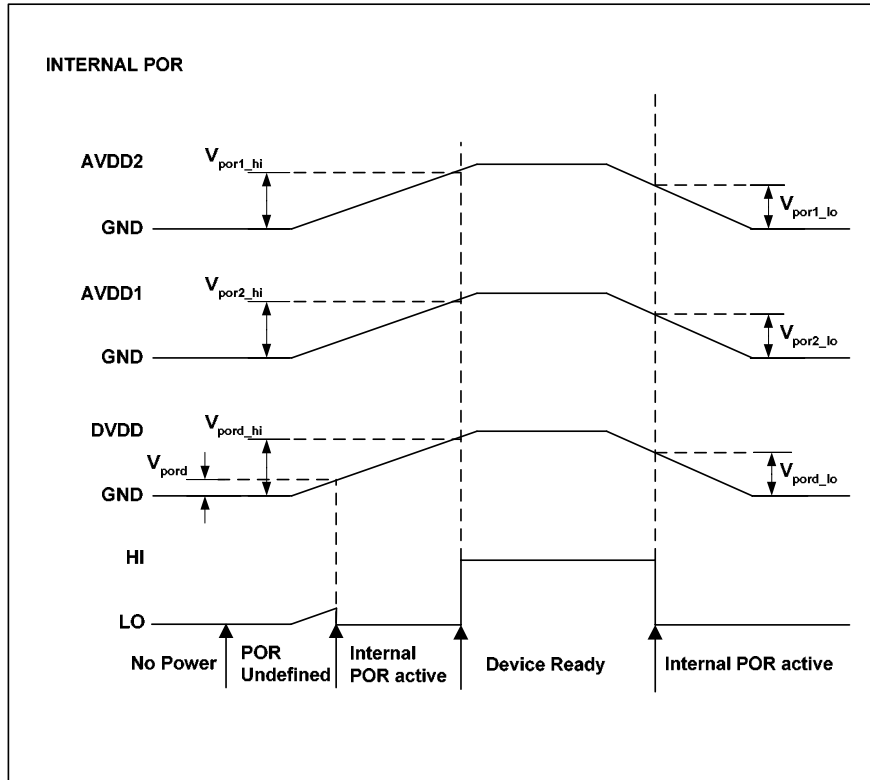 INTERNAL POR
AVDD2
Vpor1_hi
GND
Vpor1_lo
AVDD1
Vpor2_hi
GND
Vpor2_lo
DVDD
Vpord_hi
Vpord
GND
Vpord_lo
HI
LO
No Power
POR
Undefined
Internal
POR active
Device Ready
Internal POR active